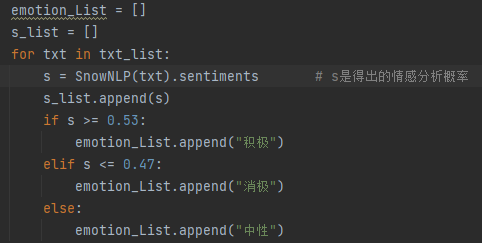 emotion_List = []
s_list = []
for txt in txt_list:
    s = SnowNLP(txt).sentiments       # s是得出的情感分析概率
    s_list.append(s)
    if s >= 0.53:
        emotion_List.append("积极")
    elif s <= 0.47:
        emotion_List.append("消极")
    else:
        emotion_List.append("中性")